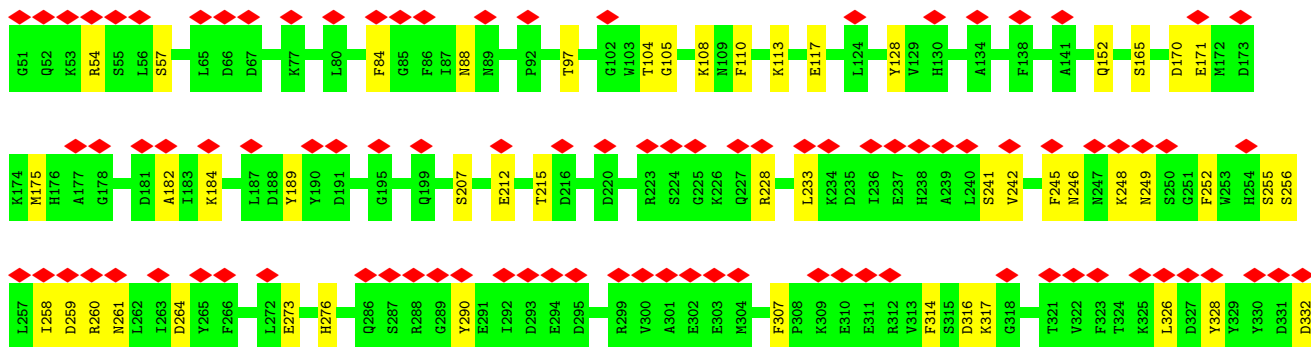 G51 Q52 K53 R54 S55 L56 S57 L65 D66 D67 K77 L80 F84 G85 F86 I87 N88 N89 P92 T97 G102 W103 T104 G105 K108 N109 F110 K113 E117 L124 Y128 V129 H130 A134 F138 A141 Q152 S165 D170 E171 M172 D173
K174 M175 H176 A177 G178 D181 A182 I183 K184 L187 D188 Y189 Y190 D191 G195 Q199 S207 E212 T215 D216 D220 R223 S224 G225 K226 Q227 R228 L233 K234 D235 I236 E237 H238 A239 L240 S241 V242 F245 N246 N247 K248 N249 S250 G251 F252 W253 H254 S255 S256
L257 I258 D259 R260 N261 L262 I263 D264 Y265 F266 L272 E273 H276 Q286 S287 R288 G289 Y290 E291 I292 D293 E294 D295 R299 V300 A301 E302 E303 M304 F307 P308 K309 E310 E311 R312 V313 F314 S315 D316 K317 G318 T321 V322 F323 T324 K325 L326 D327 Y328 Y329 Y330 D331 D332